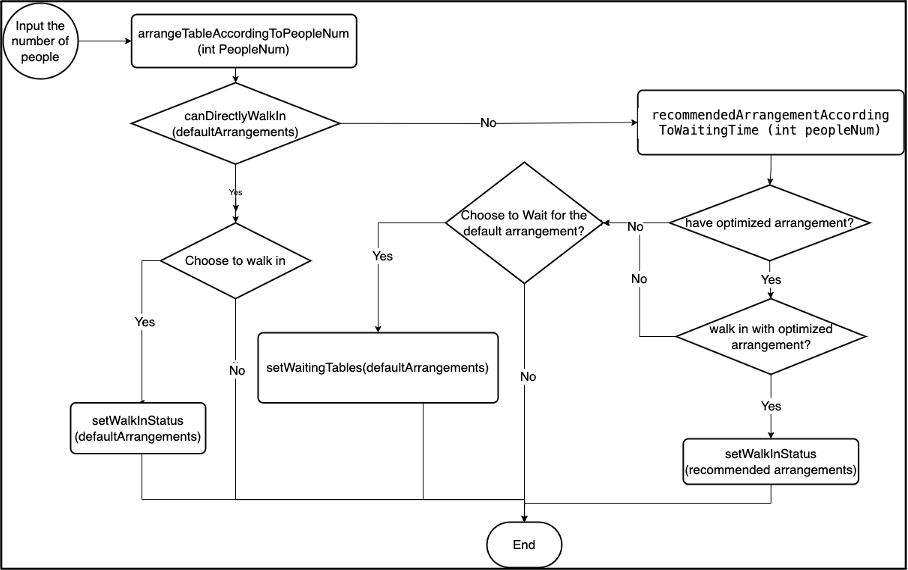 Input the
number of
people
arrangeTableAccordingToPeopleNum
(int PeopleNum)
canDirectlyWalkIn
(defaultArrangements)
No
recommendedArrangementAccording
ToWaitingTime (int peopleNum)
Yes
Choose to Wait for the
default arrangement?
No
have optimized arrangement?
Yes
Choose to walk in
Yes
No
walk in with optimized
arrangement?
Yes
No
setWaitingTables(defaultArrangements)
No
Yes
setWalkInStatus
(defaultArrangements)
setWalkInStatus
(recommended arrangements)
End